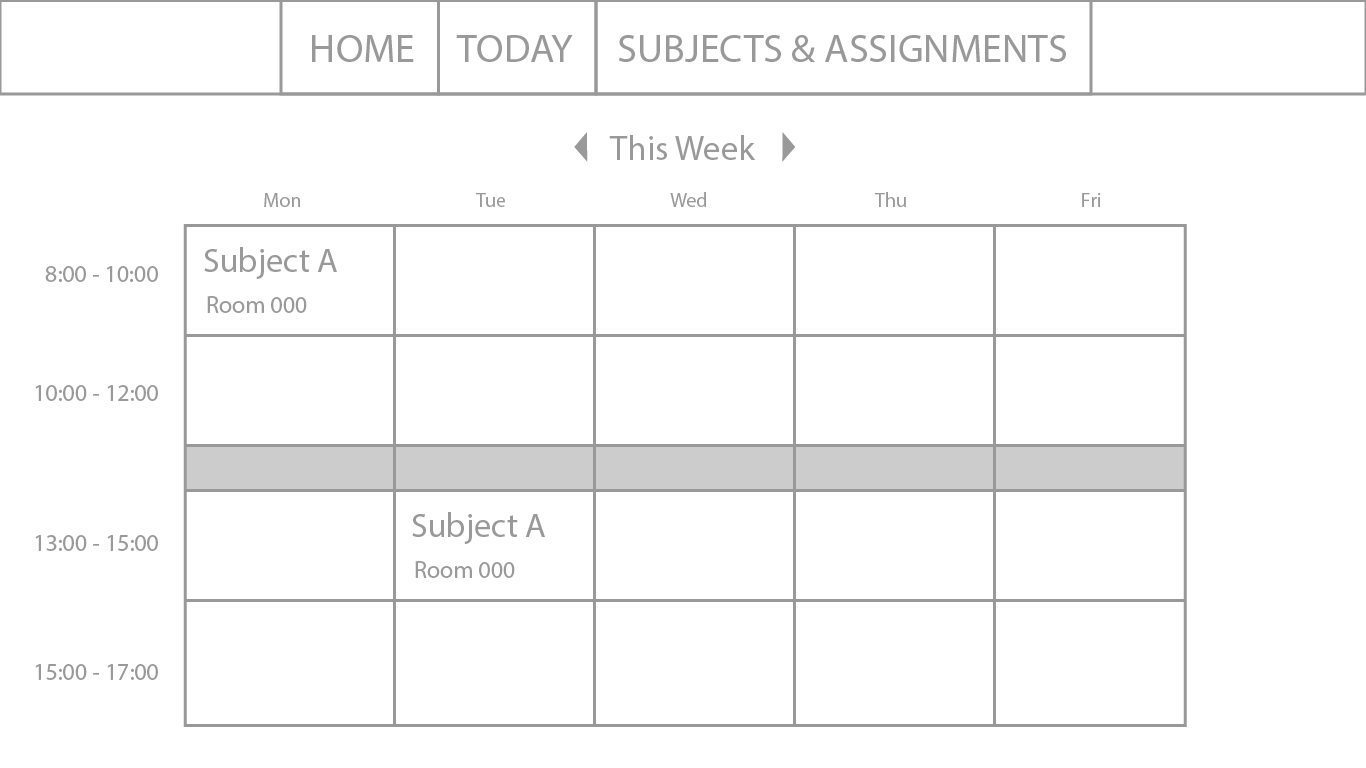 HOME TODAY SUBJECTS & ASSIGNMENTS
This Week
Mon Tue Wed Thu Fri
8:00 - 10:00 Subject A
Room 000
10:00 - 12:00
13:00 - 15:00 Subject A
Room 000
15:00 - 17:00